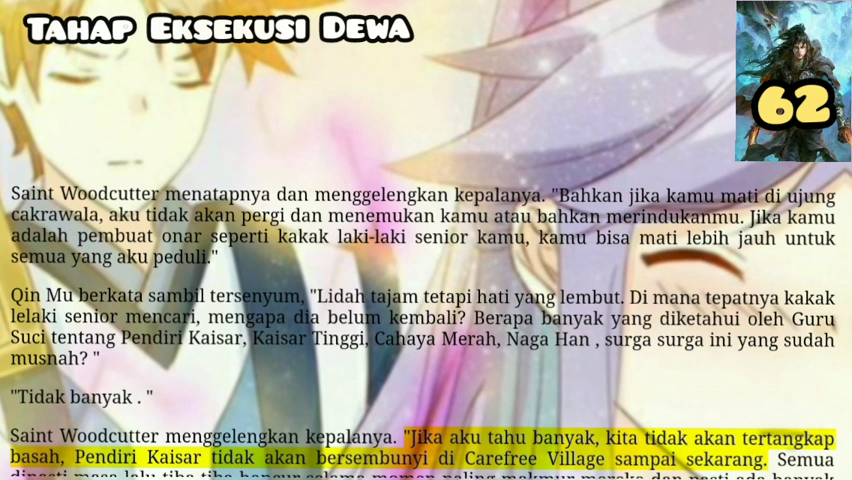 Tahap Eksekusi Dewa
62
Saint Woodcutter menatapnya dan menggelengkan kepalanya. "Bahkan jika kamu mati di ujung
cakrawala, aku tidak akan pergi dan menemukan kamu atau bahkan merindukanmu. Jika kamu
adalah pembuat onar seperti kakak laki-laki senior kamu, kamu bisa mati lebih jauh untuk
semua yang aku peduli."
Qin Mu berkata sambil tersenyum, "Lidah tajam tetapi hati yang lembut. Di mana tepatnya kakak
lelaki senior mencari, mengapa dia belum kembali? Berapa banyak yang diketahui oleh Guru
Suci tentang Pendiri Kaisar, Kaisar Tinggi, Cahaya Merah, Naga Han , surga surga ini yang sudah
musnah? "
"Tidak banyak . "
Saint Woodcutter menggelengkan kepalanya. "Jika aku tahu banyak, kita tidak akan tertangkap
basah, Pendiri Kaisar tidak akan bersembunyi di Carefree Village sampai sekarang. Semua